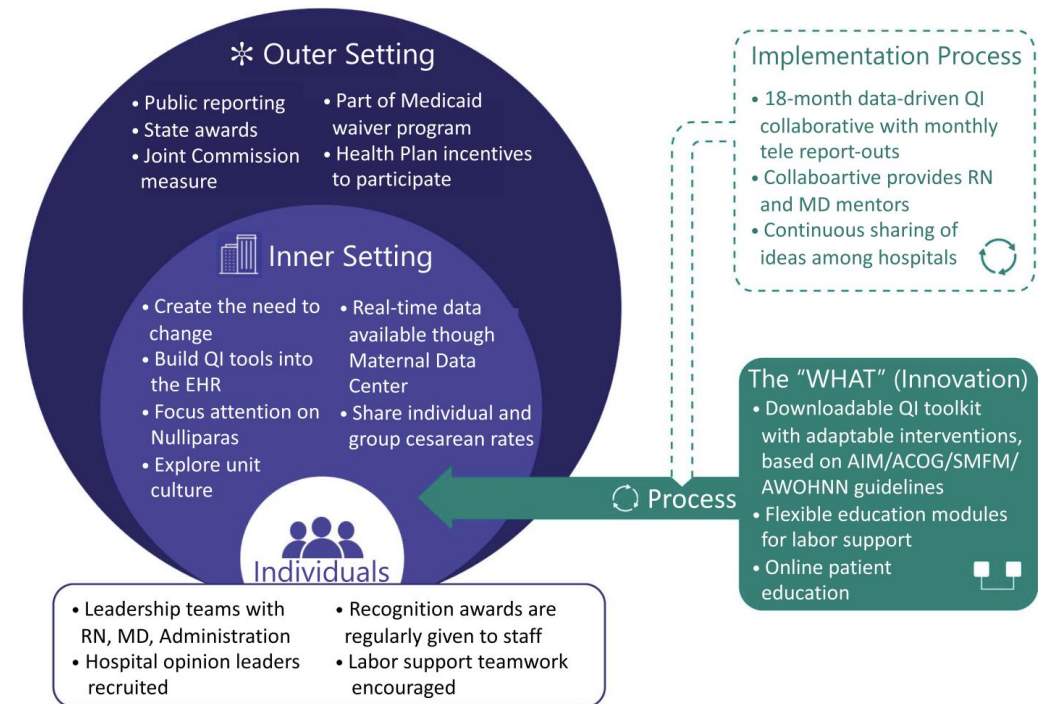 Outer Setting
• Public reporting
• State awards
• Joint Commission
measure
• Part of Medicaid
waiver program
• Health Plan incentives
to participate
Inner Setting
• Create the need to
change
• Build QI tools into
the EHR
• Focus attention on
Nulliparas
• Explore unit
culture
• Real-time data
available though
Maternal Data
Center
• Share individual and
group cesarean rates
Individuals
• Leadership teams with
RN, MD, Administration
• Hospital opinion leaders
recruited
• Recognition awards are
regularly given to staff
• Labor support teamwork
encouraged
Implementation Process
• 18-month data-driven QI
collaborative with monthly
tele report-outs
• Collaboartive provides RN
and MD mentors
• Continuous sharing of
ideas among hospitals
Process
The "WHAT" (Innovation)
• Downloadable QI toolkit
with adaptable interventions,
based on AIM/ACOG/SMFM/
AWOHNN guidelines
• Flexible education modules
for labor support
• Online patient
education